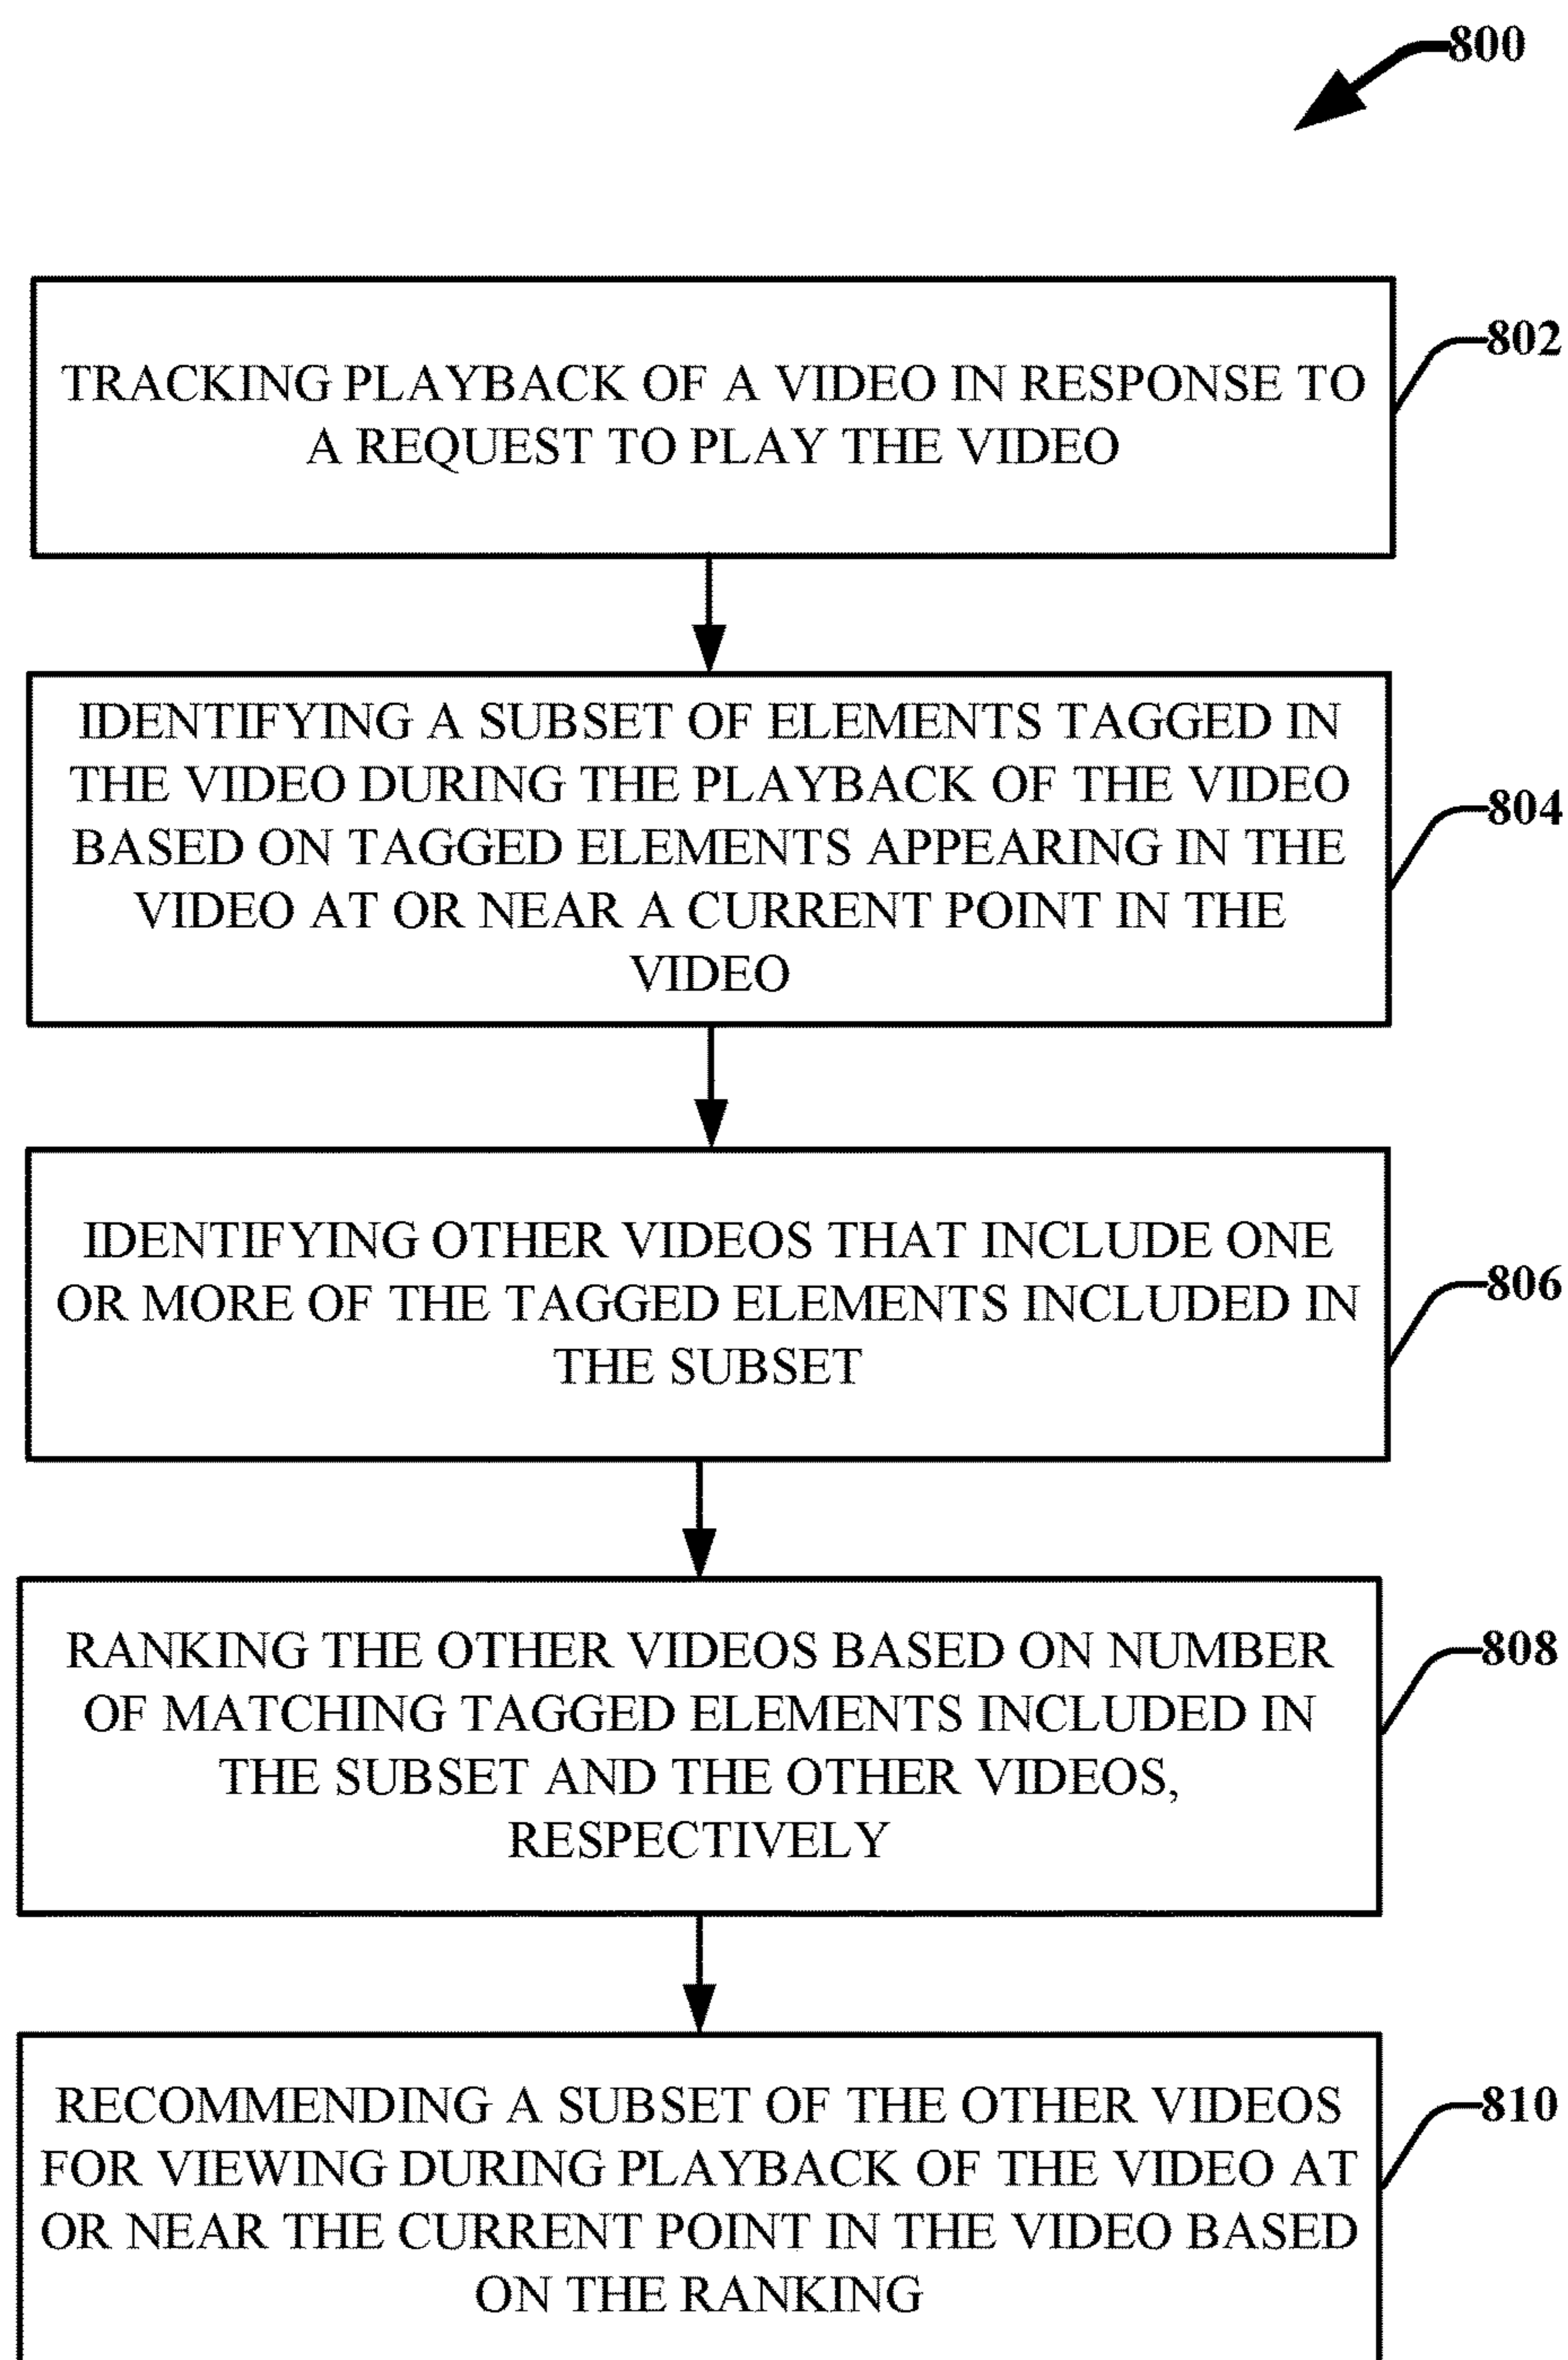 800
TRACKING PLAYBACK OF A VIDEO IN RESPONSE TO
A REQUEST TO PLAY THE VIDEO
802
IDENTIFYING A SUBSET OF ELEMENTS TAGGED IN
THE VIDEO DURING THE PLAYBACK OF THE VIDEO
BASED ON TAGGED ELEMENTS APPEARING IN THE
VIDEO AT OR NEAR A CURRENT POINT IN THE
VIDEO
804
IDENTIFYING OTHER VIDEOS THAT INCLUDE ONE
OR MORE OF THE TAGGED ELEMENTS INCLUDED IN
THE SUBSET
806
RANKING THE OTHER VIDEOS BASED ON NUMBER
OF MATCHING TAGGED ELEMENTS INCLUDED IN
THE SUBSET AND THE OTHER VIDEOS,
RESPECTIVELY
808
RECOMMENDING A SUBSET OF THE OTHER VIDEOS
FOR VIEWING DURING PLAYBACK OF THE VIDEO AT
OR NEAR THE CURRENT POINT IN THE VIDEO BASED
ON THE RANKING
810